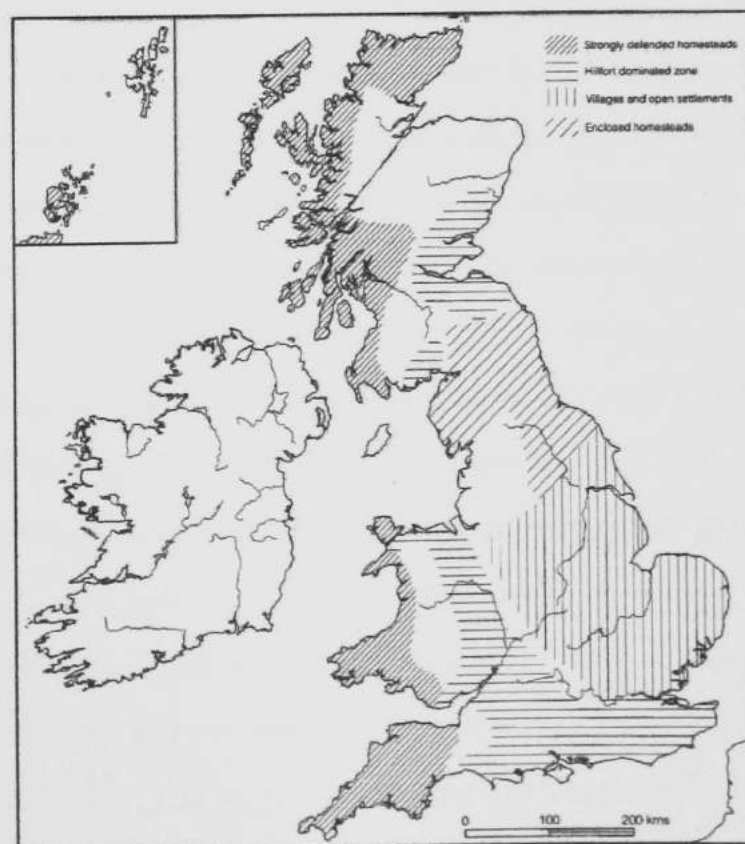 Strongly defended homesteads
Hillfort dominated zone
Villages and open settlements
Enclosed homesteads
0 100 200 kms